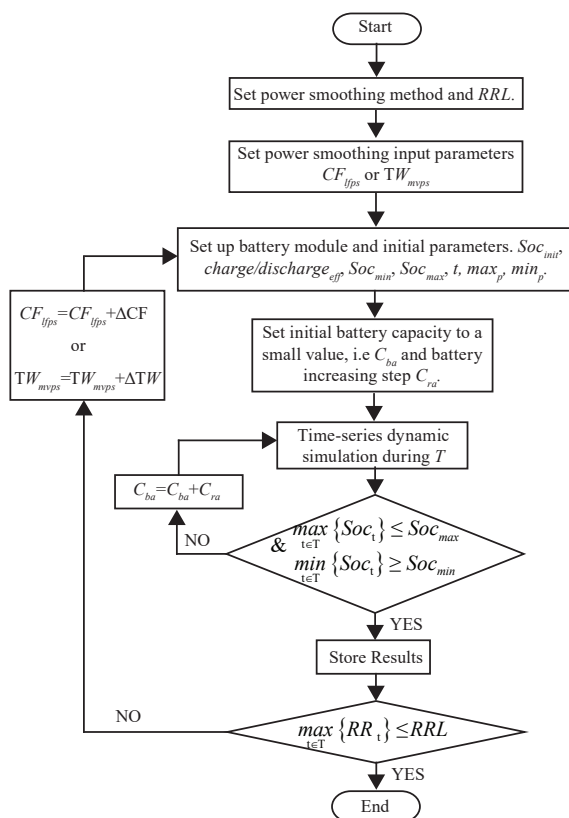 Start
Set power smoothing method and RRL.
Set power smoothing input parameters
CF_lfps or TW_mvps
Set up battery module and initial parameters. Soc_init,
charge/discharge_eff, Soc_min, Soc_max, t, max_p, min_p.
CF_lfps=CF_lfps+ΔCF
or
TW_mvps=TW_mvps+ΔTW
Set initial battery capacity to a
small value, i.e C_ba and battery
increasing step C_ra.
Time-series dynamic
simulation during T
C_ba=C_ba+C_ra
NO
& max t∈T {Soc_t} ≤ Soc_max
min t∈T {Soc_t} ≥ Soc_min
YES
Store Results
NO
max t∈T {RR_t} ≤RRL
YES
End